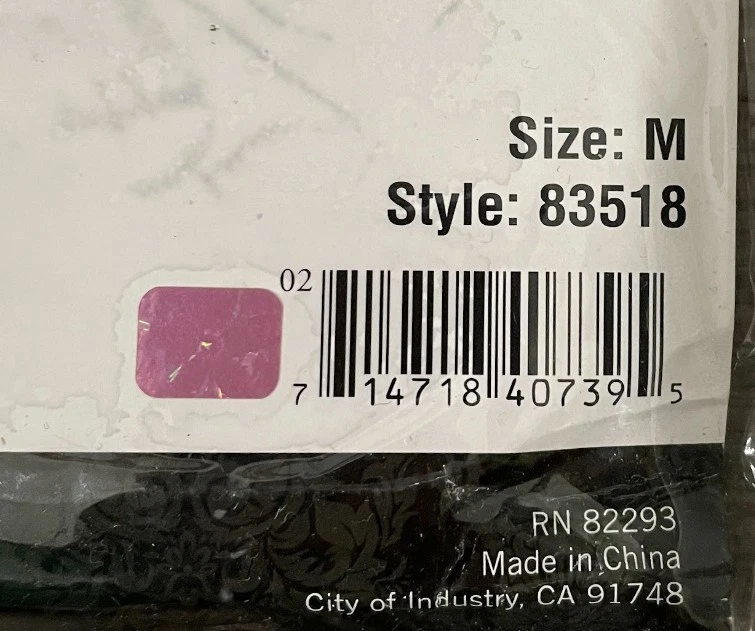 Size: M
Style: 83518
02
7 14718 40739 5
RN 82293
Made in China
City of Industry, CA 91748